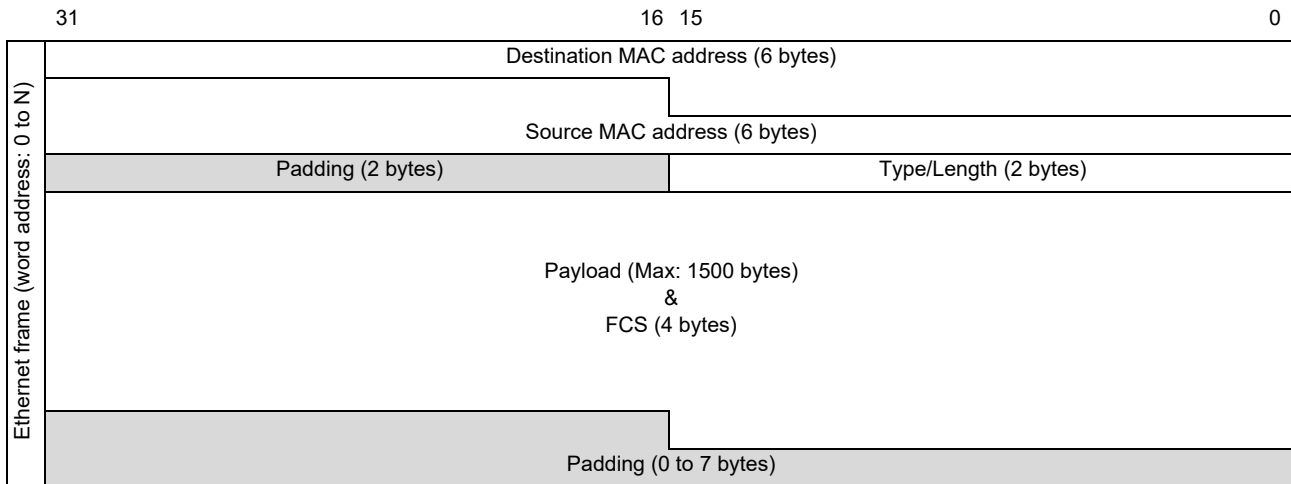 31 16 15 0
Ethernet frame (word address: 0 to N)
Destination MAC address (6 bytes)
Source MAC address (6 bytes)
Padding (2 bytes) Type/Length (2 bytes)
Payload (Max: 1500 bytes)
&
FCS (4 bytes)
Padding (0 to 7 bytes)